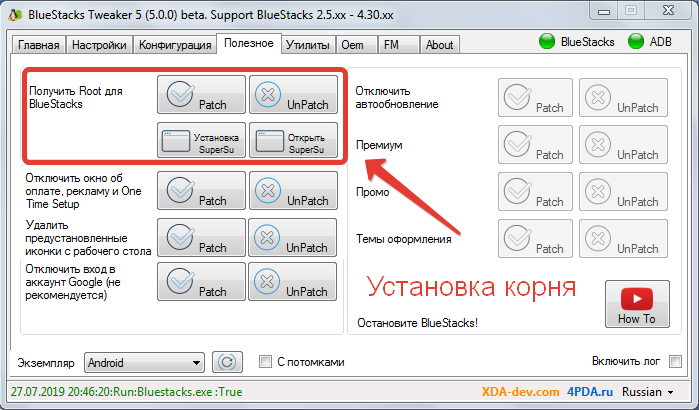 BlueStacks Tweaker 5 (5.0.0) beta. Support BlueStacks 2.5.xx - 4.30.xx
Главная Настройки Конфигурация Полезное Утилиты Oem FM About BlueStacks ADB
Получить Root для
BlueStacks
Patch UnPatch
Установка
SuperSu
Открыть
SuperSu
Отключить окно об
оплате, рекламу и One
Time Setup
Patch UnPatch
Удалить
предустановленные
иконки с рабочего стола
Patch UnPatch
Отключить вход в
аккаунт Google (не
рекомендуется)
Patch UnPatch
Отключить
автообновление
Patch UnPatch
Премиум
Patch UnPatch
Промо
Patch UnPatch
Темы оформления
Patch UnPatch
Установка корня
Остановите BlueStacks!
How To
Экземпляр Android С потомками Включить лог
27.07.2019 20:46:20:Run:Bluestacks.exe :True XDA-dev.com 4PDA.ru Russian